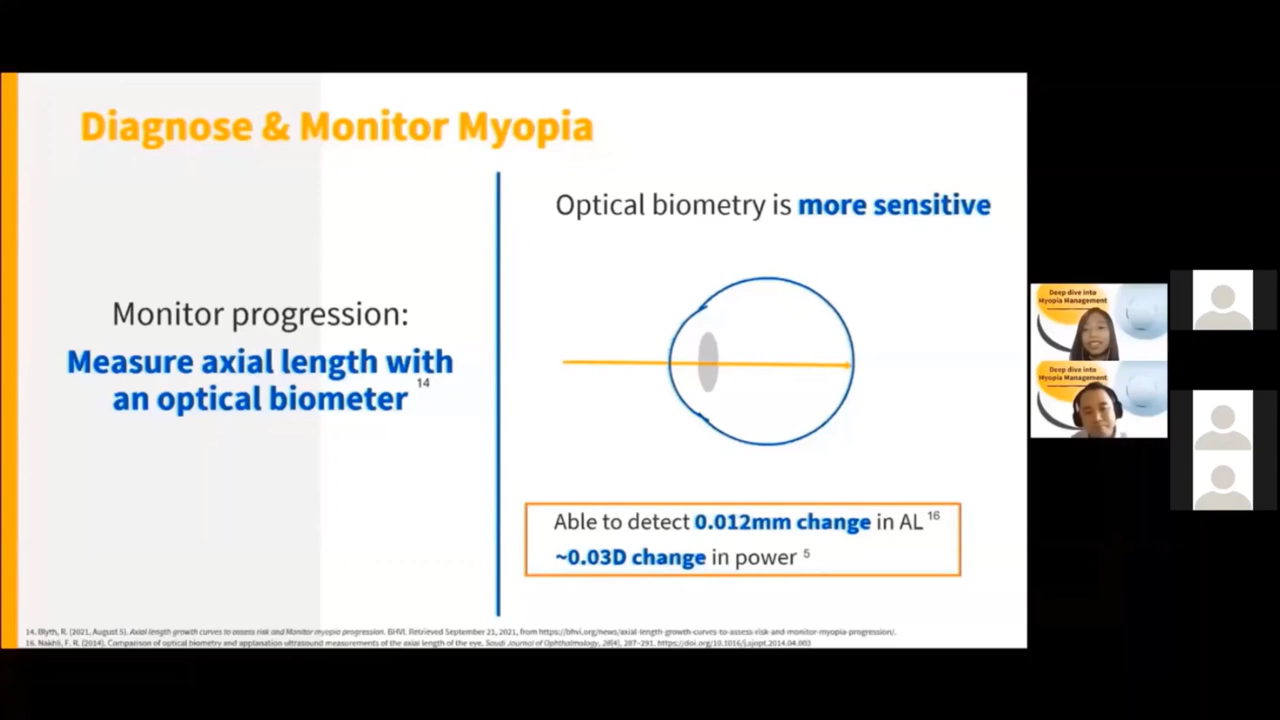 Diagnose & Monitor Myopia
Monitor progression:
Measure axial length with
an optical biometer 14
Optical biometry is more sensitive
Able to detect 0.012mm change in AL 16
~0.03D change in power 5
14. Blyth, R. (2021, August 5). Axial length growth curves to assess risk and Monitor myopia progression. BHVI. Retrieved September 21, 2021, from https://bhvi.org/news/axial-length-growth-curves-to-assess-risk-and-monitor-myopia-progression/.
16. Nakhli, F. R. (2014). Comparison of optical biometry and applanation ultrasound measurements of the axial length of the eye. Saudi Journal of Ophthalmology, 28(4), 287–291. https://doi.org/10.1016/j.sjopt.2014.04.003
Deep dive into
Myopia Management
Deep dive into
Myopia Management